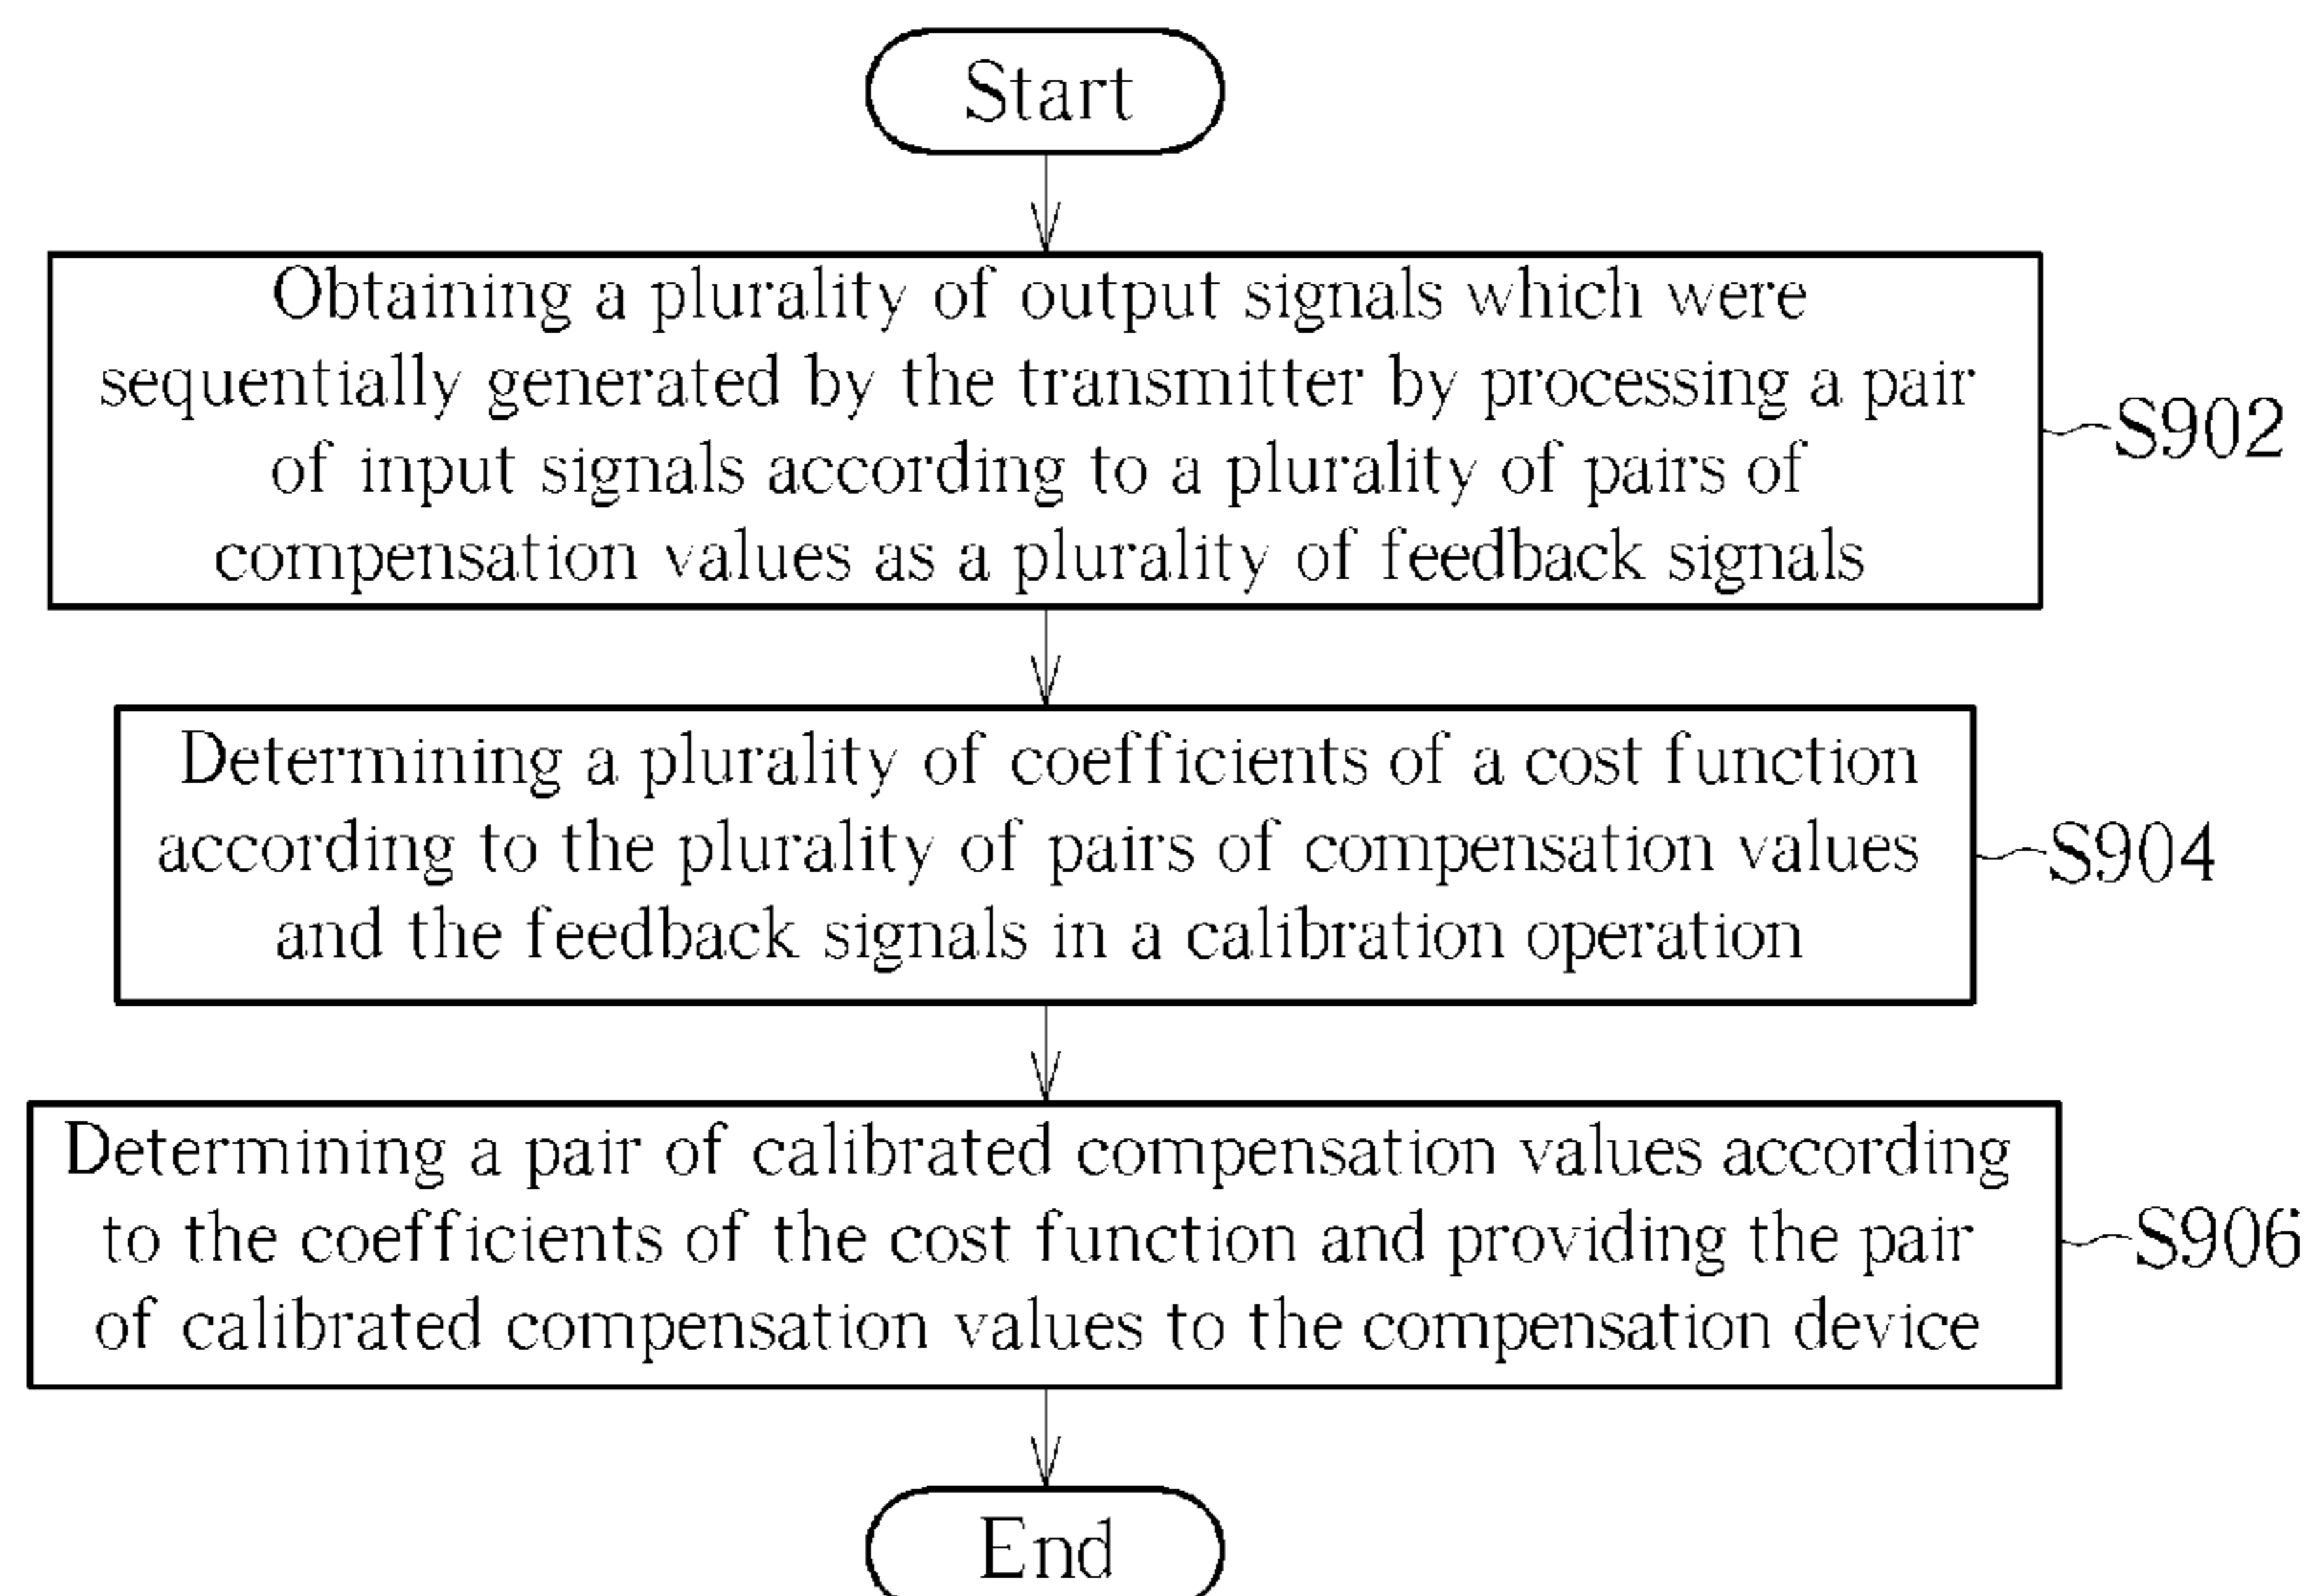 Start
Obtaining a plurality of output signals which were
sequentially generated by the transmitter by processing a pair
of input signals according to a plurality of pairs of
compensation values as a plurality of feedback signals
S902
Determining a plurality of coefficients of a cost function
according to the plurality of pairs of compensation values
and the feedback signals in a calibration operation
S904
Determining a pair of calibrated compensation values according
to the coefficients of the cost function and providing the pair
of calibrated compensation values to the compensation device
S906
End